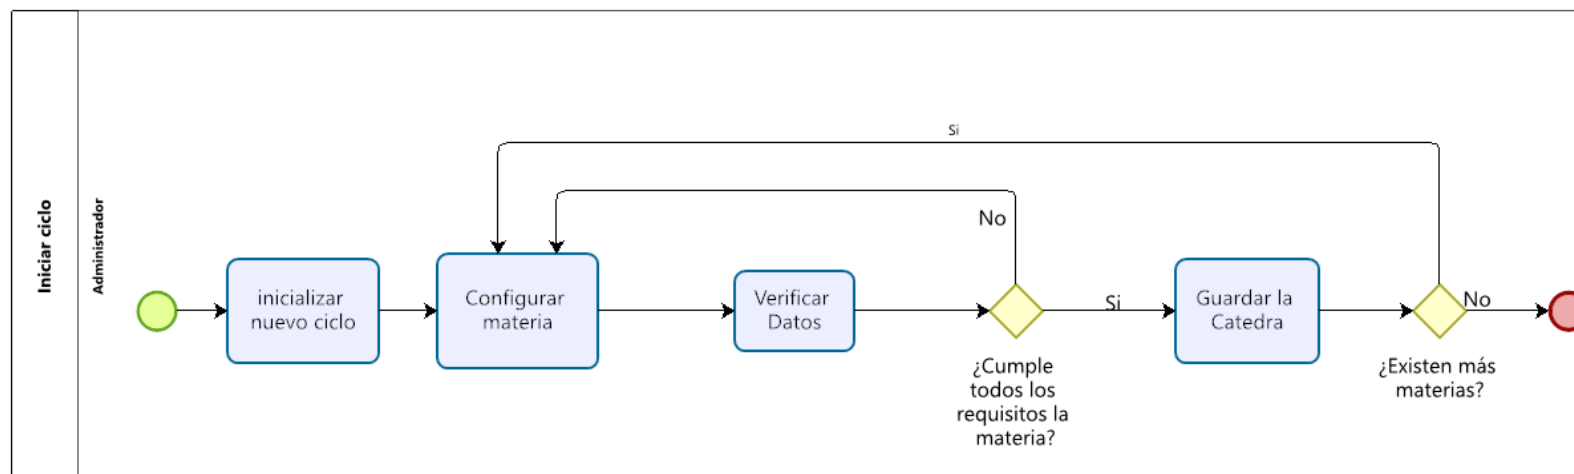 Iniciar ciclo
Administrador
inicializar
nuevo ciclo
Configurar
materia
Verificar
Datos
No
Si
¿Cumple
todos los
requisitos la
materia?
Si
Guardar la
Catedra
No
¿Existen más
materias?